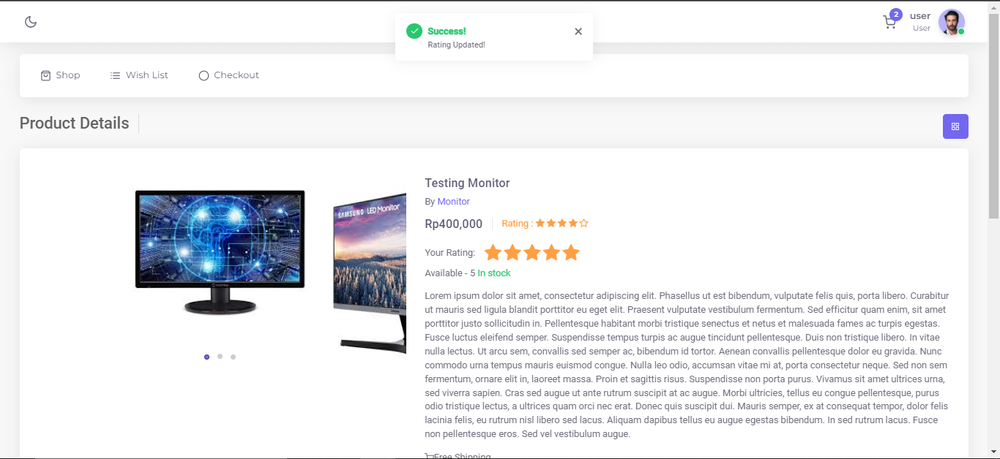 2
user
User
Success!
Rating Updated!
Shop
Wish List
Checkout
Product Details
SAMSUNG LED Monitor
Testing Monitor
By Monitor
Rp400,000
Rating :
Your Rating:
Available - 5 In stock
Lorem ipsum dolor sit amet, consectetur adipiscing elit. Phasellus ut est bibendum, vulputate felis quis, porta libero. Curabitur
ut mauris sed ligula blandit porttitor eu eget elit. Praesent vulputate vestibulum fermentum. Sed efficitur quam enim, sit amet
porttitor justo sollicitudin in. Pellentesque habitant morbi tristique senectus et netus et malesuada fames ac turpis egestas.
Fusce luctus eleifend semper. Suspendisse tempus turpis ac augue tincidunt pellentesque. Duis non tristique libero. In vitae
nulla lectus. Ut arcu sem, convallis sed semper ac, bibendum id tortor. Aenean convallis pellentesque dolor eu gravida. Nunc
commodo urna tempus mauris euismod congue. Nulla leo odio, accumsan vitae mi at, porta consectetur neque. Sed non sem
fermentum, ornare elit in, laoreet massa. Proin et sagittis risus. Suspendisse non porta purus. Vivamus sit amet ultrices urna,
sed viverra sapien. Cras sed augue ut ante rutrum suscipit at ac augue. Morbi ultricies, tellus eu congue pellentesque, purus
odio tristique lectus, a ultrices quam orci nec erat. Donec quis suscipit dui. Mauris semper, ex at consequat tempor, dolor felis
lacinia felis, eu rutrum nisl libero sed lacus. Aliquam dapibus tellus eu augue egestas bibendum. In sed rutrum lacus. Fusce
non pellentesque eros. Sed vel vestibulum augue.
Free Shipping